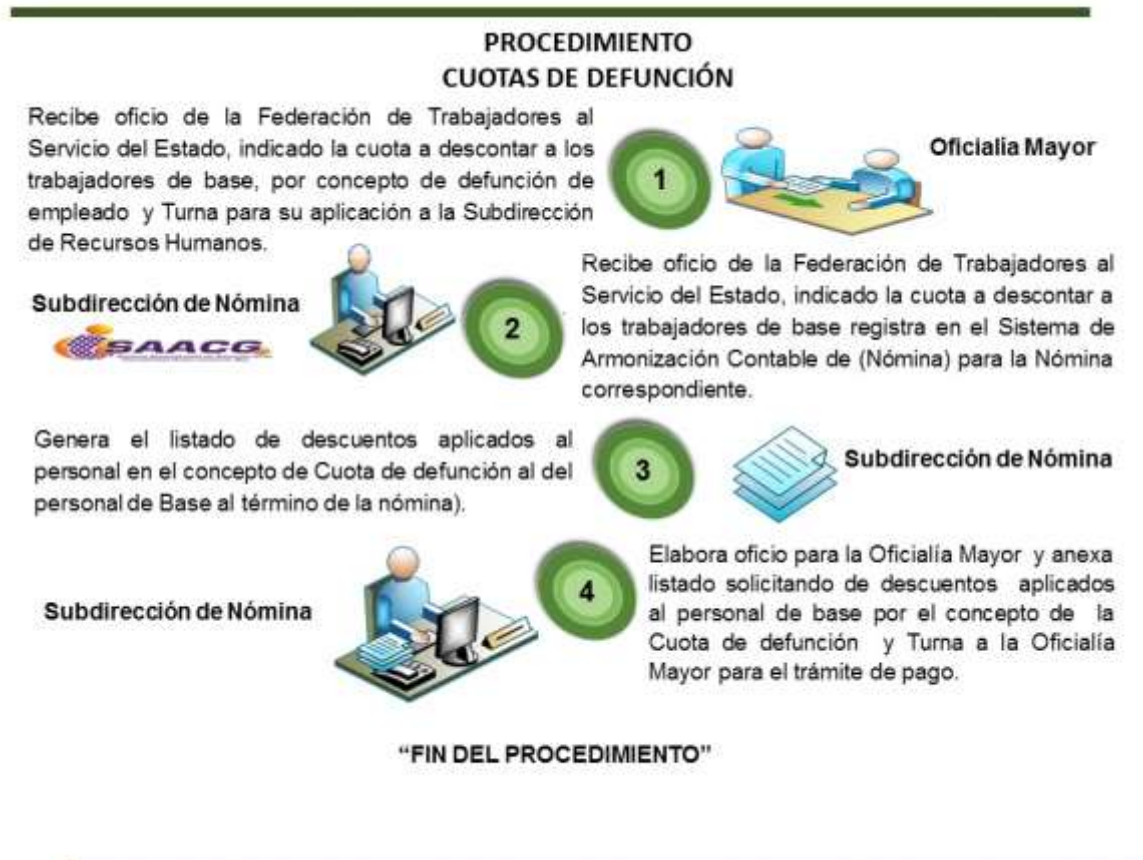 PROCEDIMIENTO
CUOTAS DE DEFUNCIÓN
Recibe oficio de la Federación de Trabajadores al
Servicio del Estado, indicado la cuota a descontar a los
trabajadores de base, por concepto de defunción de
empleado y Turna para su aplicación a la Subdirección
de Recursos Humanos.
1
Oficialía Mayor
Subdirección de Nómina
SAACG
2
Recibe oficio de la Federación de Trabajadores al
Servicio del Estado, indicado la cuota a descontar a
los trabajadores de base registra en el Sistema de
Armonización Contable de (Nómina) para la Nómina
correspondiente.
Genera el listado de descuentos aplicados al
personal en el concepto de Cuota de defunción al del
personal de Base al término de la nómina).
3
Subdirección de Nómina
Subdirección de Nómina
4
Elabora oficio para la Oficialía Mayor y anexa
listado solicitando de descuentos aplicados
al personal de base por el concepto de la
Cuota de defunción y Turna a la Oficialía
Mayor para el trámite de pago.
“FIN DEL PROCEDIMIENTO”